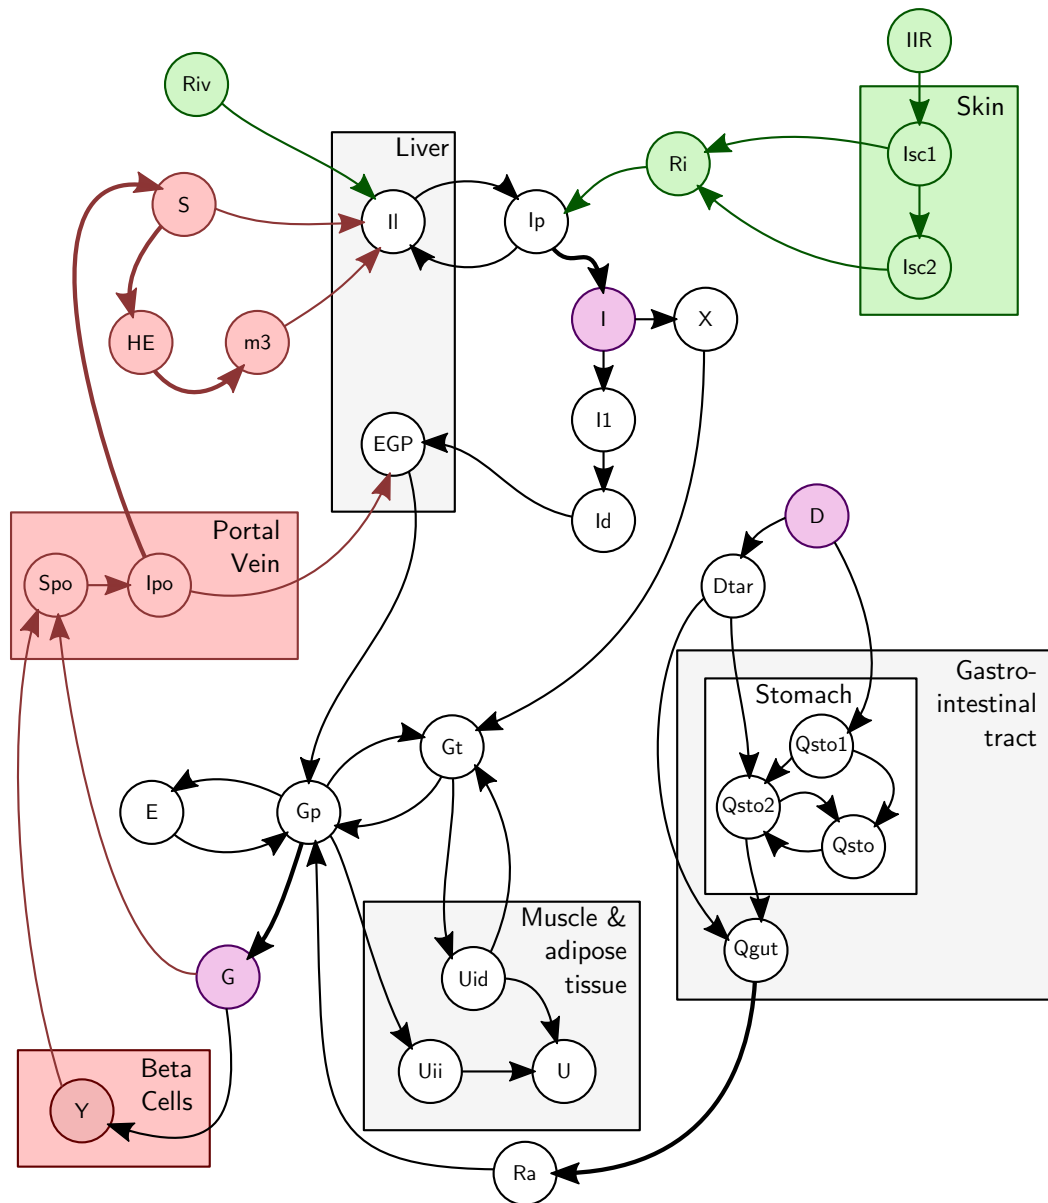 IIR
Riv
Skin
Liver
Isc1
Ri
S
Il
Ip
Isc2
I
X
HE
m3
I1
EGP
Id
D
Portal
Vein
Spo
Ipo
Dtar
Gastro-
intestinal
tract
Stomach
Qsto1
Gt
Qsto2
E
Gp
Qsto
Muscle &
adipose
tissue
Qgut
G
Uid
Beta
Cells
Uii
U
Y
Ra